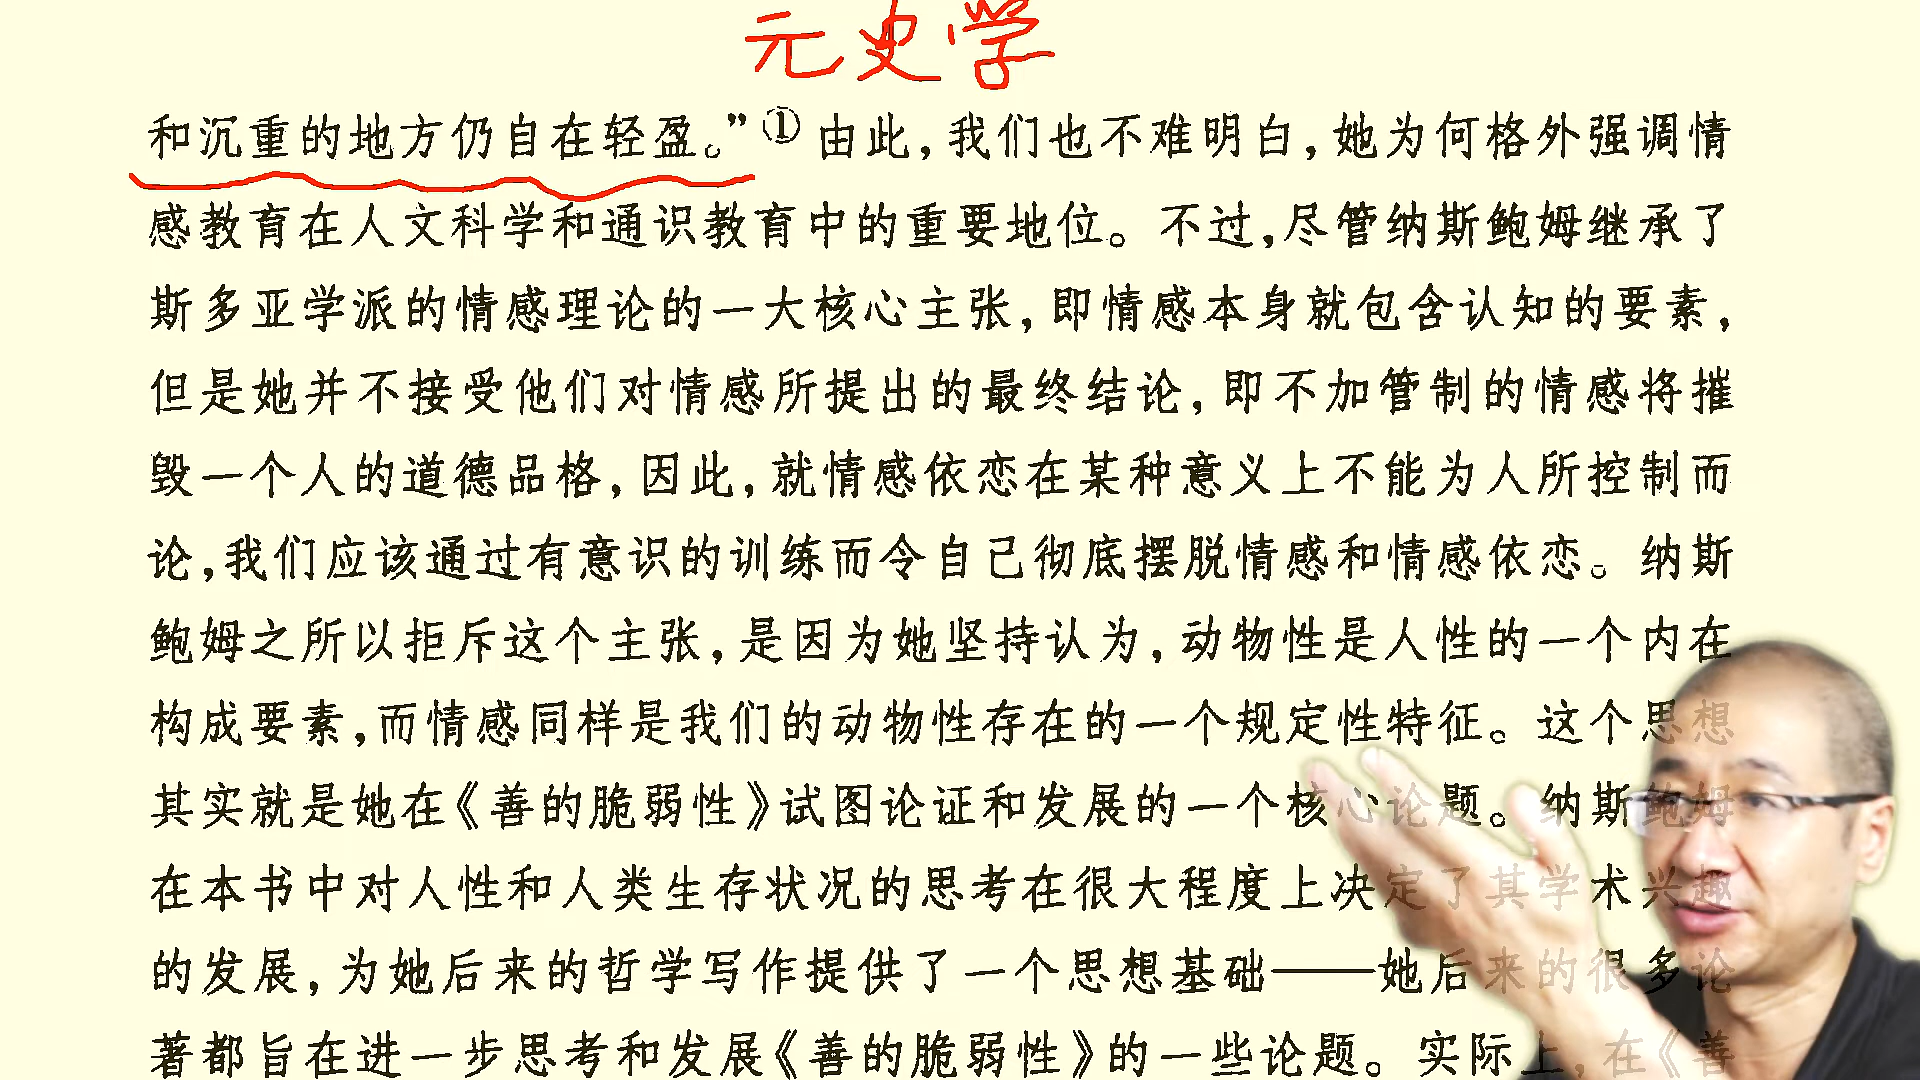 元史学
和沉重的地方仍自在轻盈。”① 由此,我们也不难明白,她为何格外强调情
感教育在人文科学和通识教育中的重要地位。不过,尽管纳斯鲍姆继承了
斯多亚学派的情感理论的一大核心主张,即情感本身就包含认知的要素,
但是她并不接受他们对情感所提出的最终结论,即不加管制的情感将摧
毁一个人的道德品格,因此,就情感依恋在某种意义上不能为人所控制而
论,我们应该通过有意识的训练而令自己彻底摆脱情感和情感依恋。纳斯
鲍姆之所以拒斥这个主张,是因为她坚持认为,动物性是人性的一个内在
构成要素,而情感同样是我们的动物性存在的一个规定性特征。这个思想
其实就是她在《善的脆弱性》试图论证和发展的一个核心论题。纳斯鲍姆
在本书中对人性和人类生存状况的思考在很大程度上决定了其学术兴趣
的发展,为她后来的哲学写作提供了一个思想基础——她后来的很多论
著都旨在进一步思考和发展《善的脆弱性》的一些论题。实际上,在《善